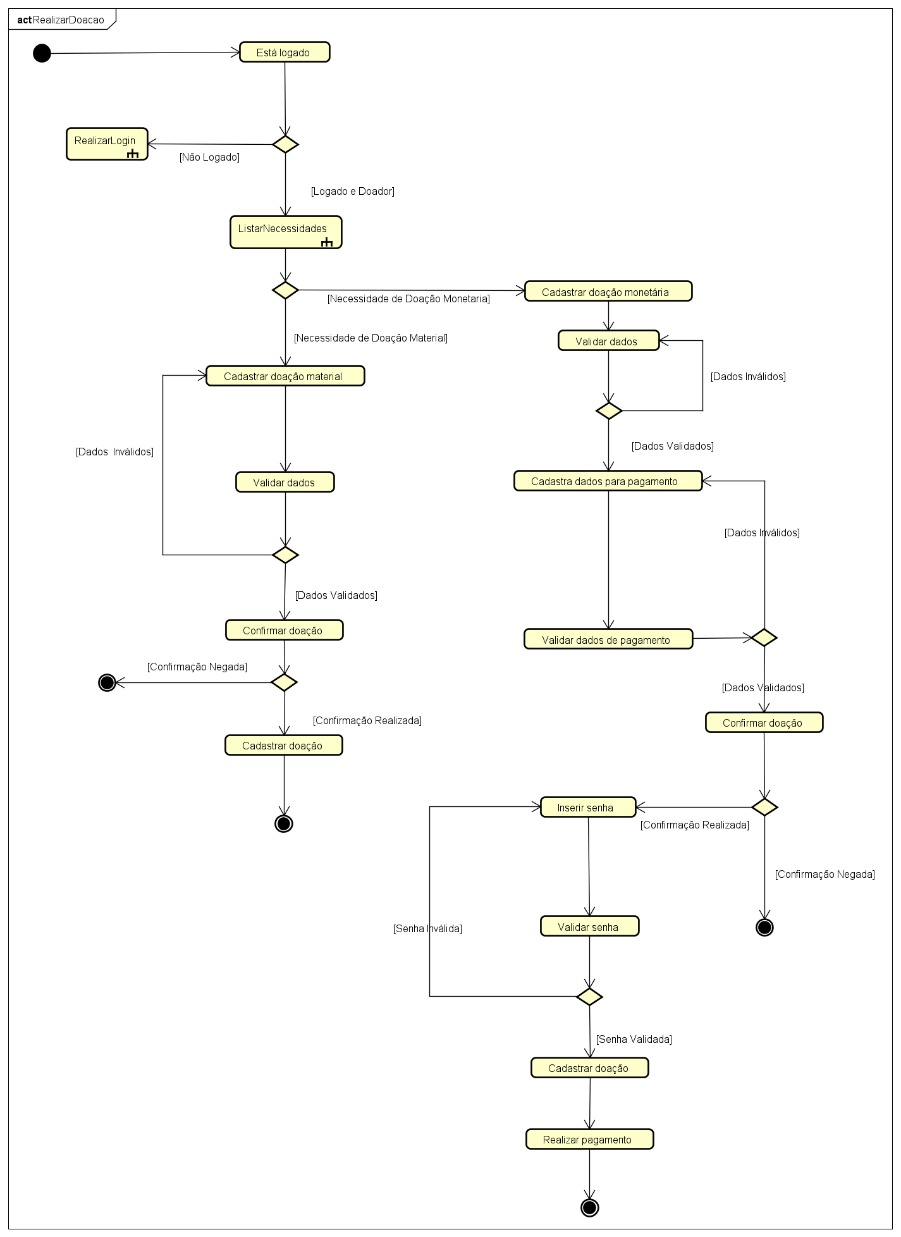 actRealizarDoacao
Está logado
RealizarLogin
[Não Logado]
[Logado e Doador]
ListarNecessidades
[Necessidade de Doação Monetaria]
Cadastrar doação monetária
[Necessidade de Doação Material]
Validar dados
Cadastrar doação material
[Dados Inválidos]
[Dados Validados]
[Dados  Inválidos]
Validar dados
Cadastra dados para pagamento
[Dados Inválidos]
[Dados Validados]
Confirmar doação
Validar dados de pagamento
[Confirmação Negada]
[Dados Validados]
[Confirmação Realizada]
Confirmar doação
Cadastrar doação
Inserir senha
[Confirmação Realizada]
[Confirmação Negada]
[Senha Inválida]
Validar senha
[Senha Validada]
Cadastrar doação
Realizar pagamento